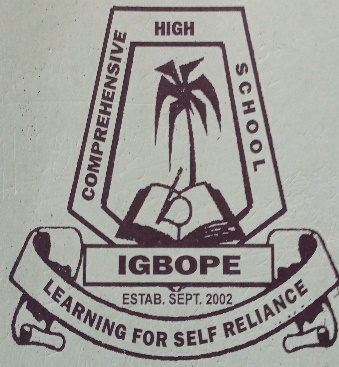 COMPREHENSIVE HIGH SCHOOL
IGBOPE
ESTAB. SEPT. 2002
LEARNING FOR SELF RELIANCE